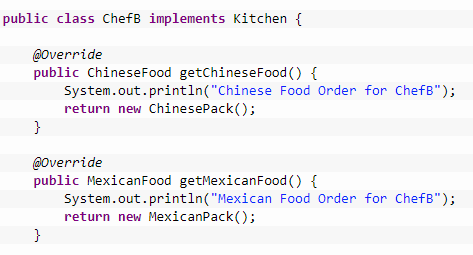 public class ChefB implements Kitchen {
@Override
public ChineseFood getChineseFood() {
System.out.println("Chinese Food Order for ChefB");
return new ChinesePack();
}
@Override
public MexicanFood getMexicanFood() {
System.out.println("Mexican Food Order for ChefB");
return new MexicanPack();
}